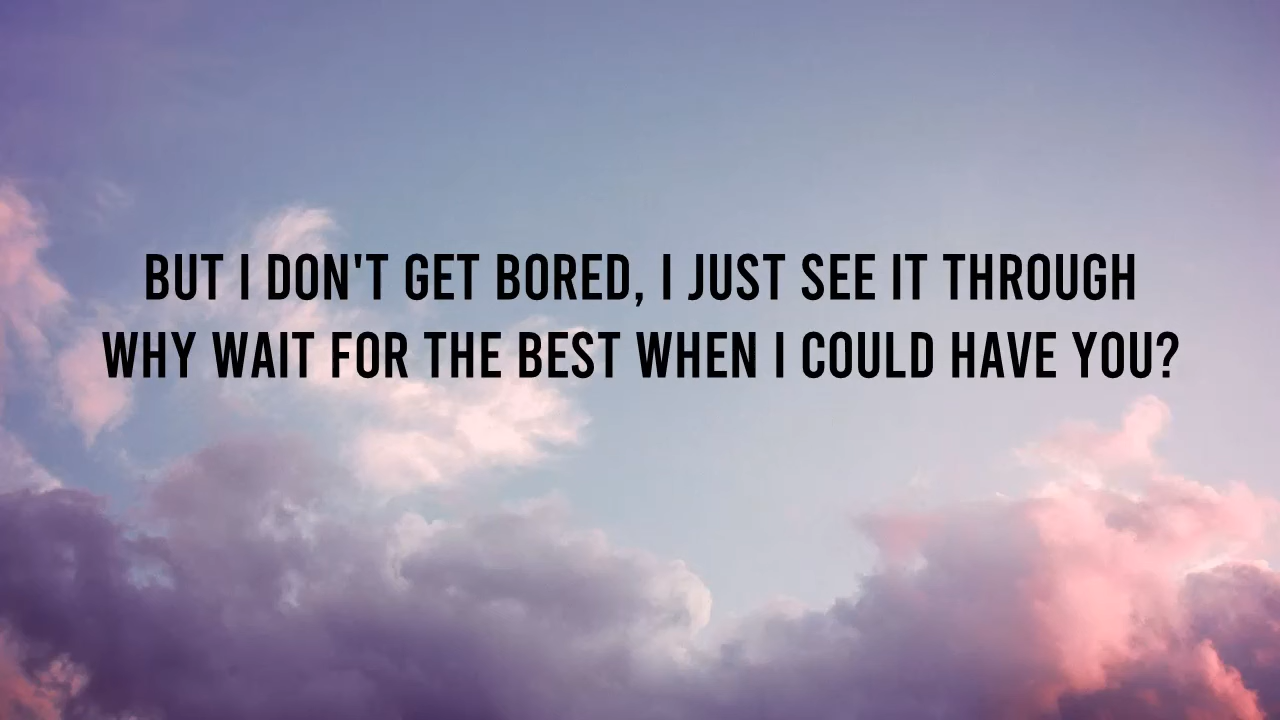 BUT I DON'T GET BORED, I JUST SEE IT THROUGH
WHY WAIT FOR THE BEST WHEN I COULD HAVE YOU?